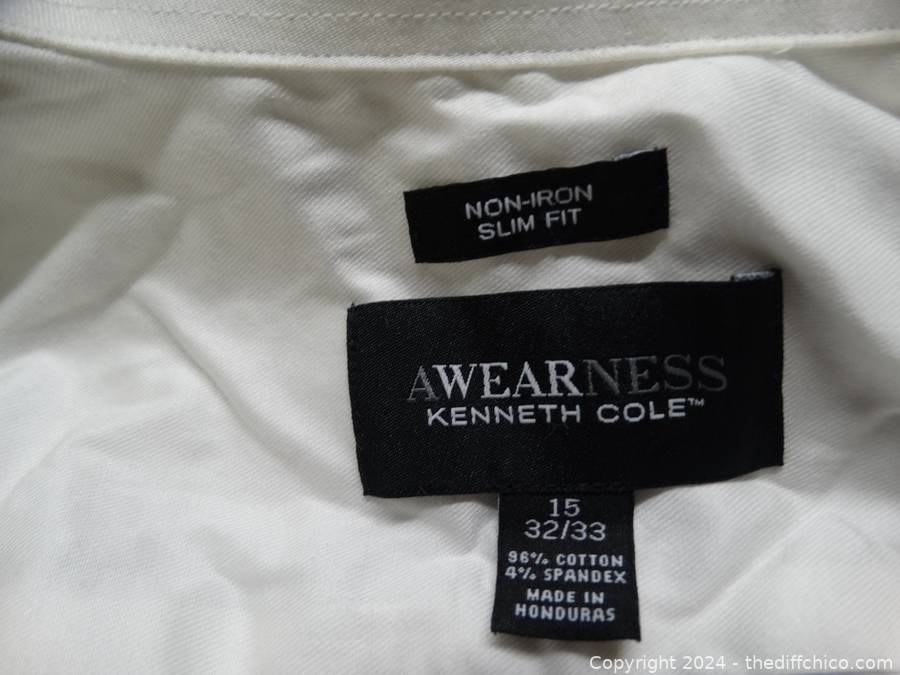 NON-IRON
SLIM FIT
AWEARNESS
KENNETH COLE™
15
32/33
96% COTTON
4% SPANDEX
MADE IN
HONDURAS
Copyright 2024 - thediffchico.com